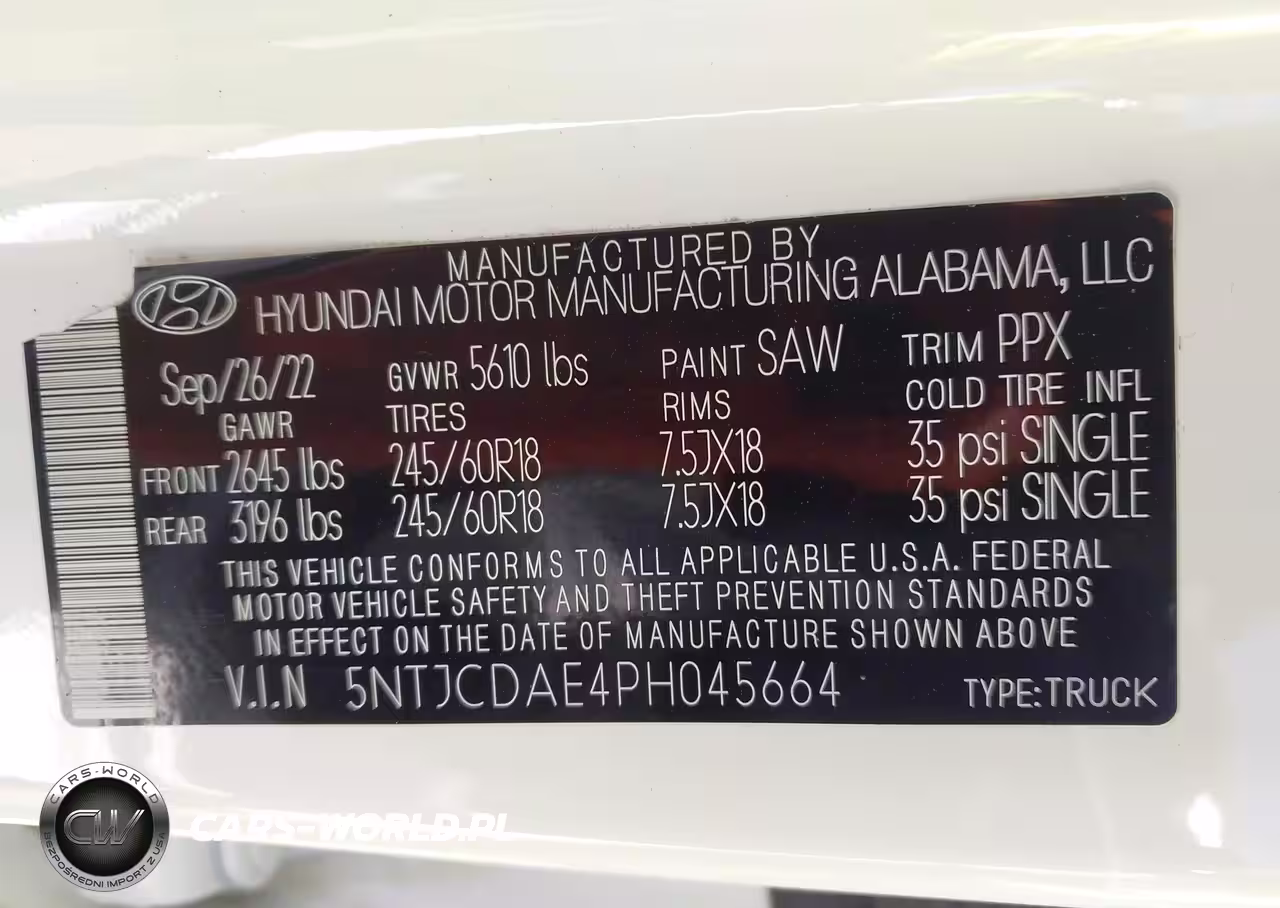 MANUFACTURED BY
HYUNDAI MOTOR MANUFACTURING ALABAMA, LLC
Sep/26/22 GVWR 5610 lbs PAINT SAW TRIM PPX
GAWR TIRES RIMS COLD TIRE INFL
FRONT 2645 lbs 245/60R18 7.5JX18 35 psi SINGLE
REAR 3196 lbs 245/60R18 7.5JX18 35 psi SINGLE
THIS VEHICLE CONFORMS TO ALL APPLICABLE U.S.A. FEDERAL
MOTOR VEHICLE SAFETY AND THEFT PREVENTION STANDARDS
IN EFFECT ON THE DATE OF MANUFACTURE SHOWN ABOVE
V.I.N 5NTJCDAE4PH045664 TYPE:TRUCK
CARS-WORLD
CW
BEZPOŚREDNI IMPORT Z USA
CARS-WORLD.PL